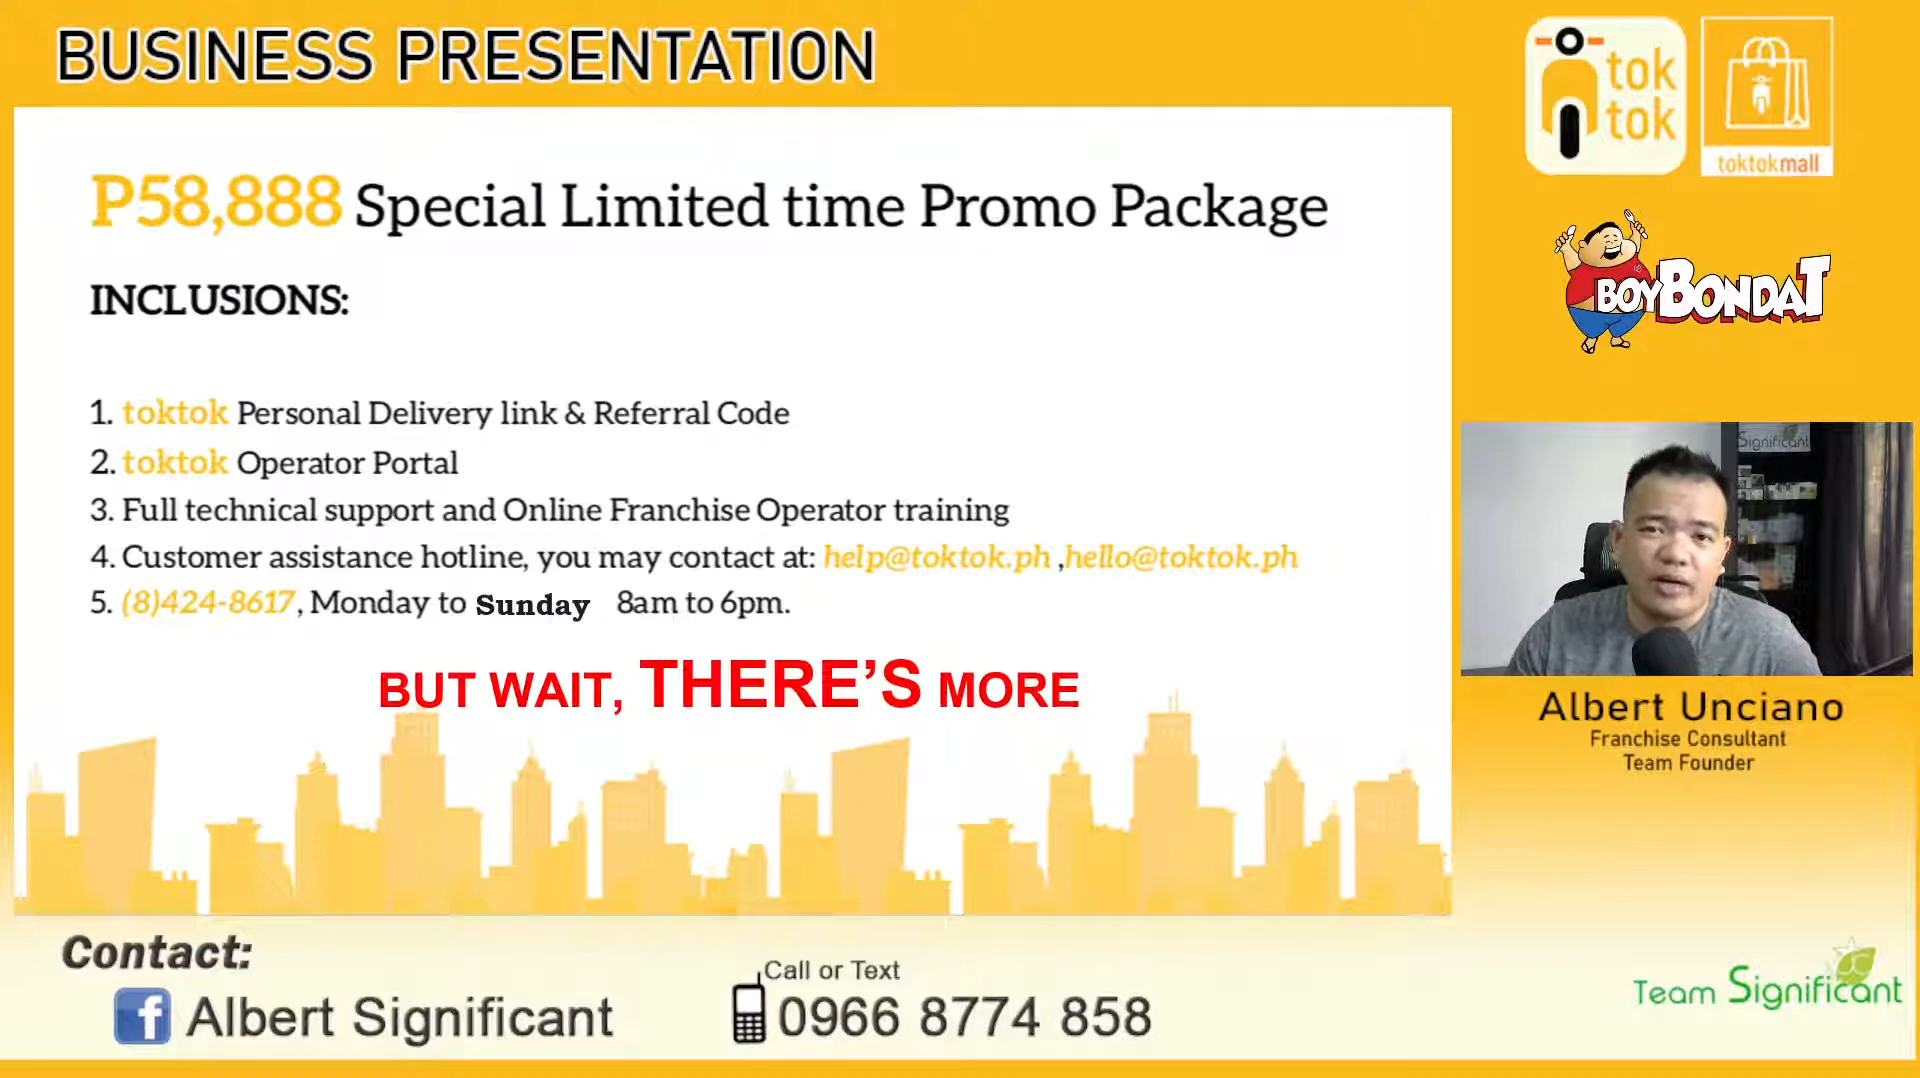 BUSINESS PRESENTATION
tok
tok
toktokmall
P58,888 Special Limited time Promo Package
BOYBONDAT
INCLUSIONS:
1. toktok Personal Delivery link & Referral Code
2. toktok Operator Portal
3. Full technical support and Online Franchise Operator training
4. Customer assistance hotline, you may contact at: help@toktok.ph ,hello@toktok.ph
5. (8)424-8617, Monday to Sunday 8am to 6pm.
BUT WAIT, THERE'S MORE
Significant
Albert Unciano
Franchise Consultant
Team Founder
Contact:
Albert Significant
Call or Text
0966 8774 858
Team Significant